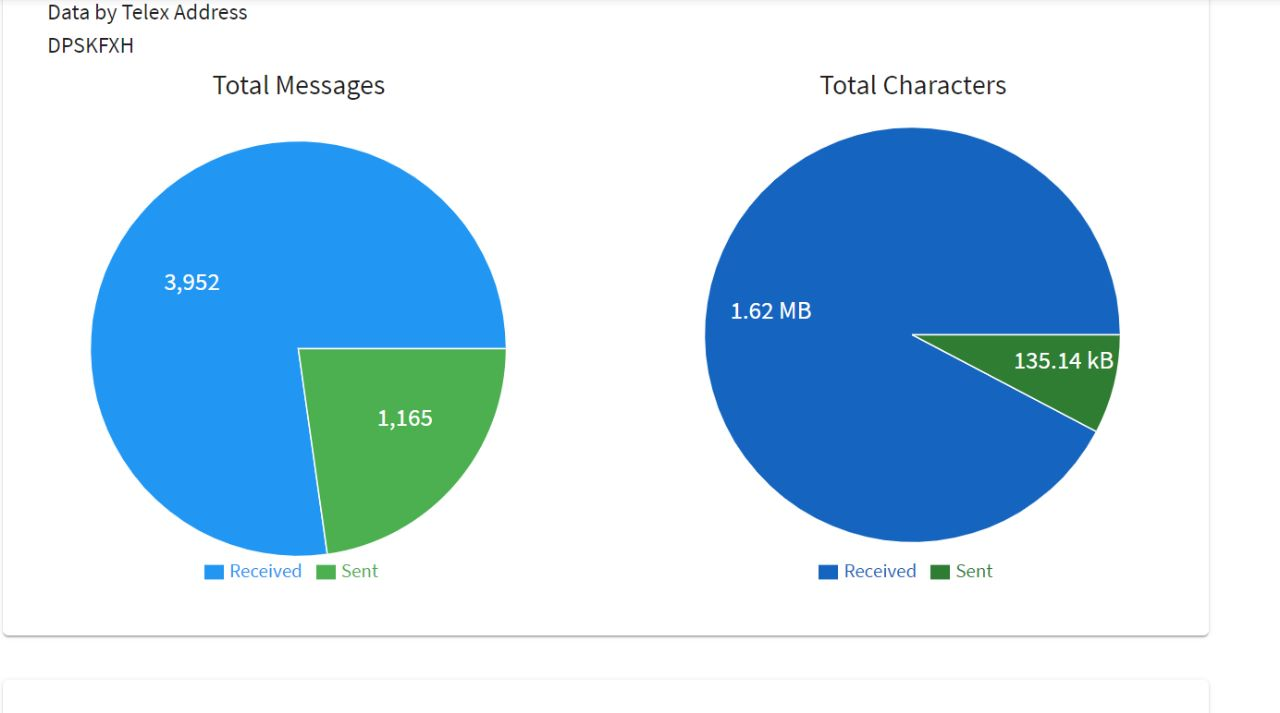 Data by Telex Address
DPSKFXH
Total Messages
3,952
1,165
Received
Sent
Total Characters
1.62 MB
135.14 kB
Received
Sent